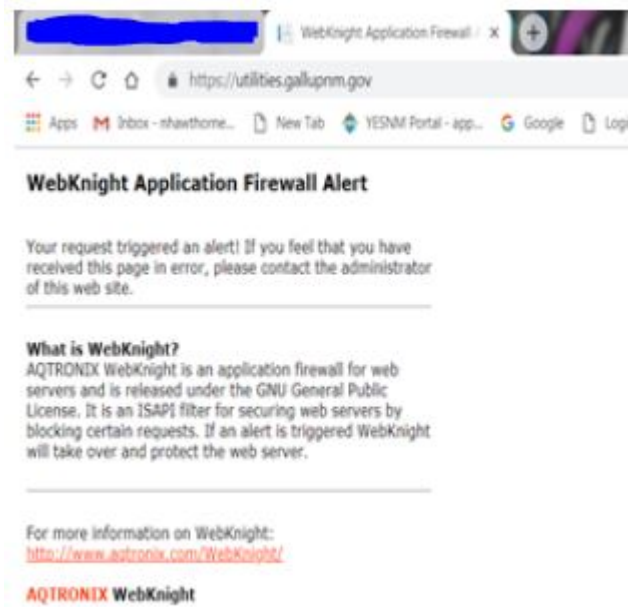 WebKnight Application Firewall /
https://utilities.gallupnm.gov
Apps Inbox - nhawthorne... New Tab YESNM Portal - app... Google Logi
WebKnight Application Firewall Alert
Your request triggered an alert! If you feel that you have
received this page in error, please contact the administrator
of this web site.
What is WebKnight?
AQTRONIX WebKnight is an application firewall for web
servers and is released under the GNU General Public
License. It is an ISAPI filter for securing web servers by
blocking certain requests. If an alert is triggered WebKnight
will take over and protect the web server.
For more information on WebKnight:
http://www.aqtronix.com/WebKnight/
AQTRONIX WebKnight